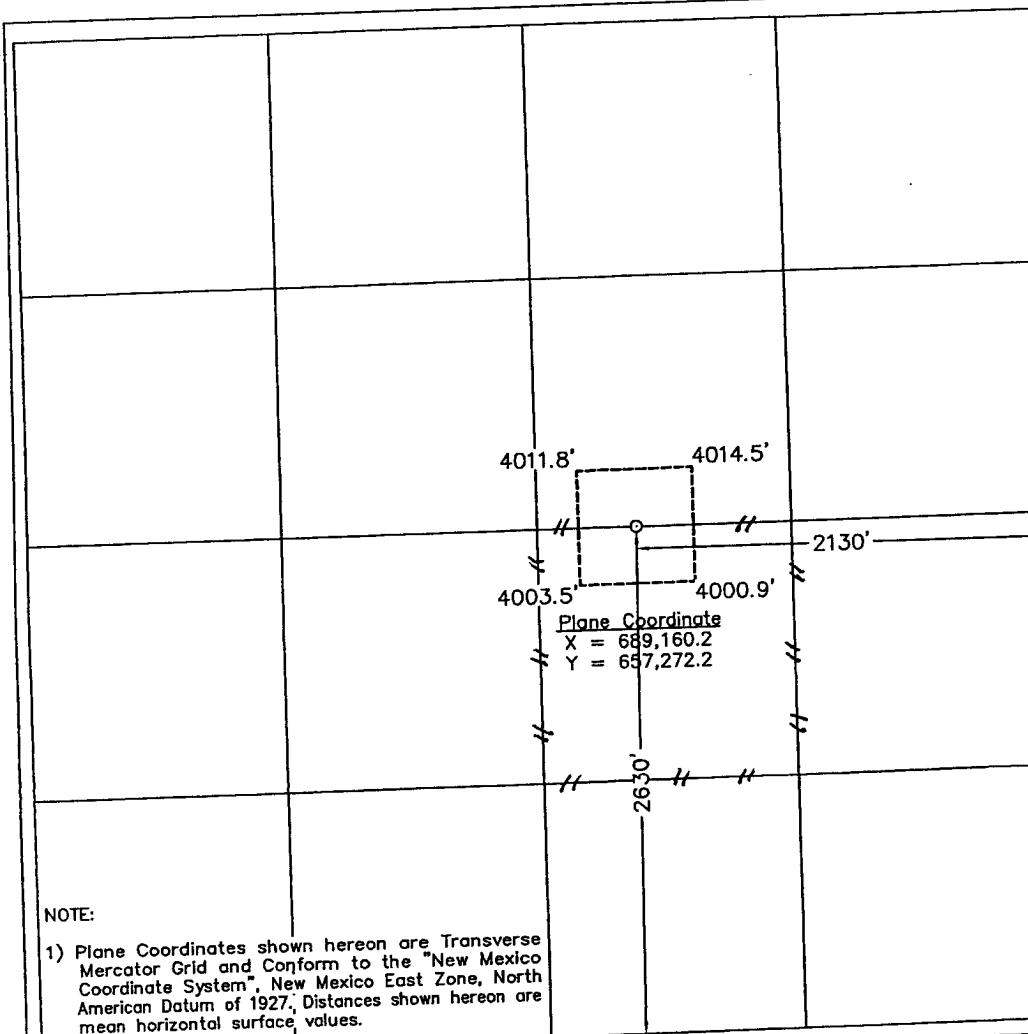 4011.8'
4014.5'
2130'
4003.5'
4000.9'
Plane Coordinate
X = 689,160.2
Y = 657,272.2
2630'
NOTE:
1) Plane Coordinates shown hereon are Transverse
Mercator Grid and Conform to the "New Mexico
Coordinate System", New Mexico East Zone, North
American Datum of 1927. Distances shown hereon are
mean horizontal surface values.